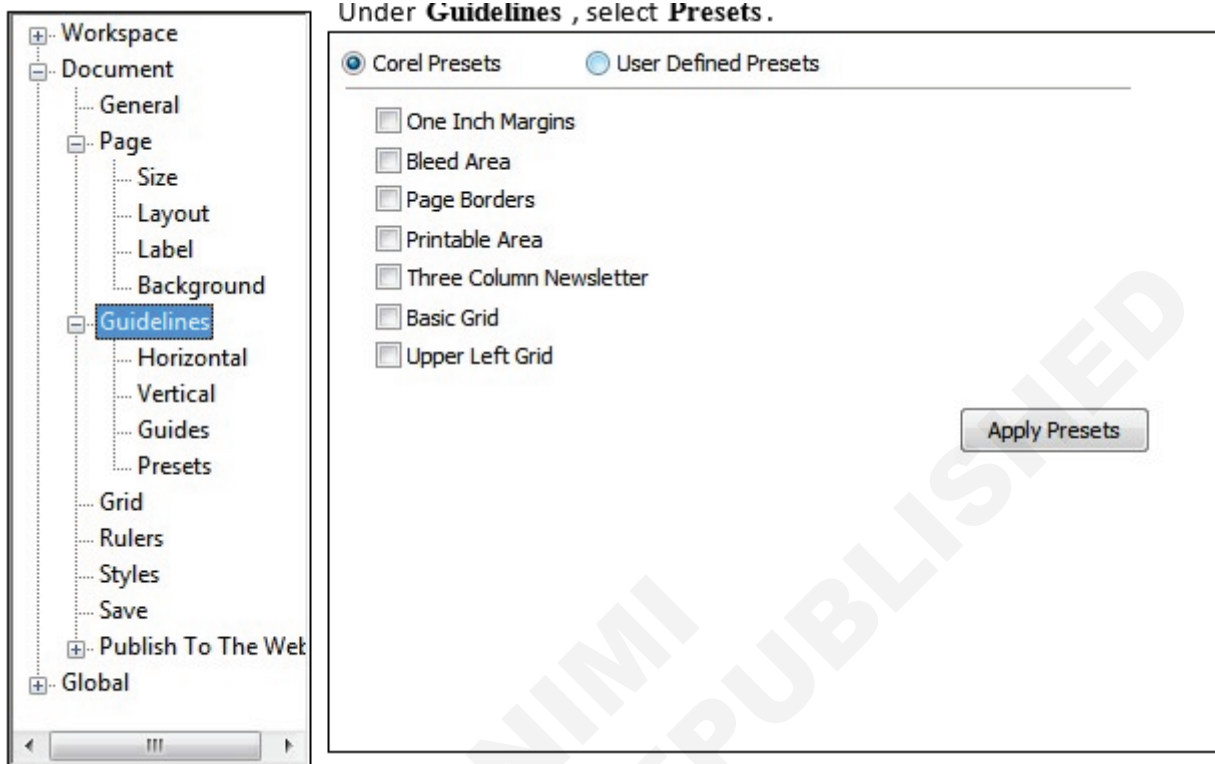 Under Guidelines , select Presets.
Workspace
Document
General
Page
Size
Layout
Label
Background
Guidelines
Horizontal
Vertical
Guides
Presets
Grid
Rulers
Styles
Save
Publish To The Web
Global
Corel Presets User Defined Presets
One Inch Margins
Bleed Area
Page Borders
Printable Area
Three Column Newsletter
Basic Grid
Upper Left Grid
Apply Presets
NIMI
EPUBLISHED